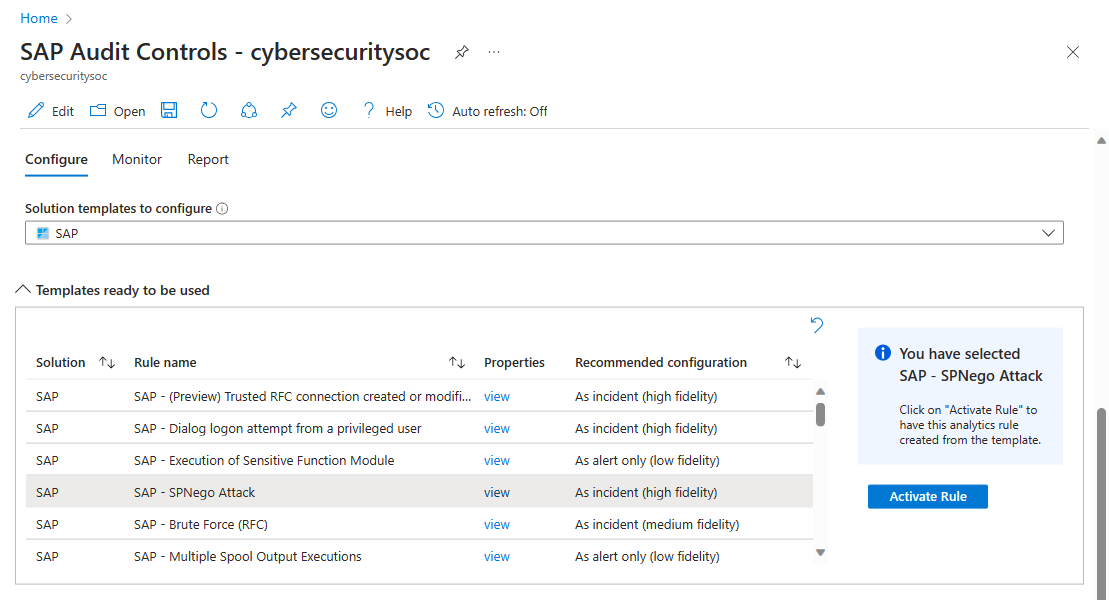 Home
SAP Audit Controls - cybersecuritysoc
cybersecuritysoc
Edit Open Help Auto refresh: Off
Configure Monitor Report
Solution templates to configure
SAP
Templates ready to be used
Solution Rule name Properties Recommended configuration
SAP SAP - (Preview) Trusted RFC connection created or modifi... view As incident (high fidelity)
SAP SAP - Dialog logon attempt from a privileged user view As incident (high fidelity)
SAP SAP - Execution of Sensitive Function Module view As alert only (low fidelity)
SAP SAP - SPNego Attack view As incident (high fidelity)
SAP SAP - Brute Force (RFC) view As incident (medium fidelity)
SAP SAP - Multiple Spool Output Executions view As alert only (low fidelity)
You have selected
SAP - SPNego Attack
Click on "Activate Rule" to
have this analytics rule
created from the template.
Activate Rule